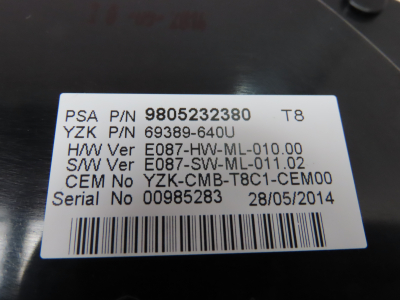 PSA P/N 9805232380 T8
YZK P/N 69389-640U
H/W Ver E087-HW-ML-010.00
S/W Ver E087-SW-ML-011.02
CEM No YZK-CMB-T8C1-CEM00
Serial No 00985283 28/05/2014